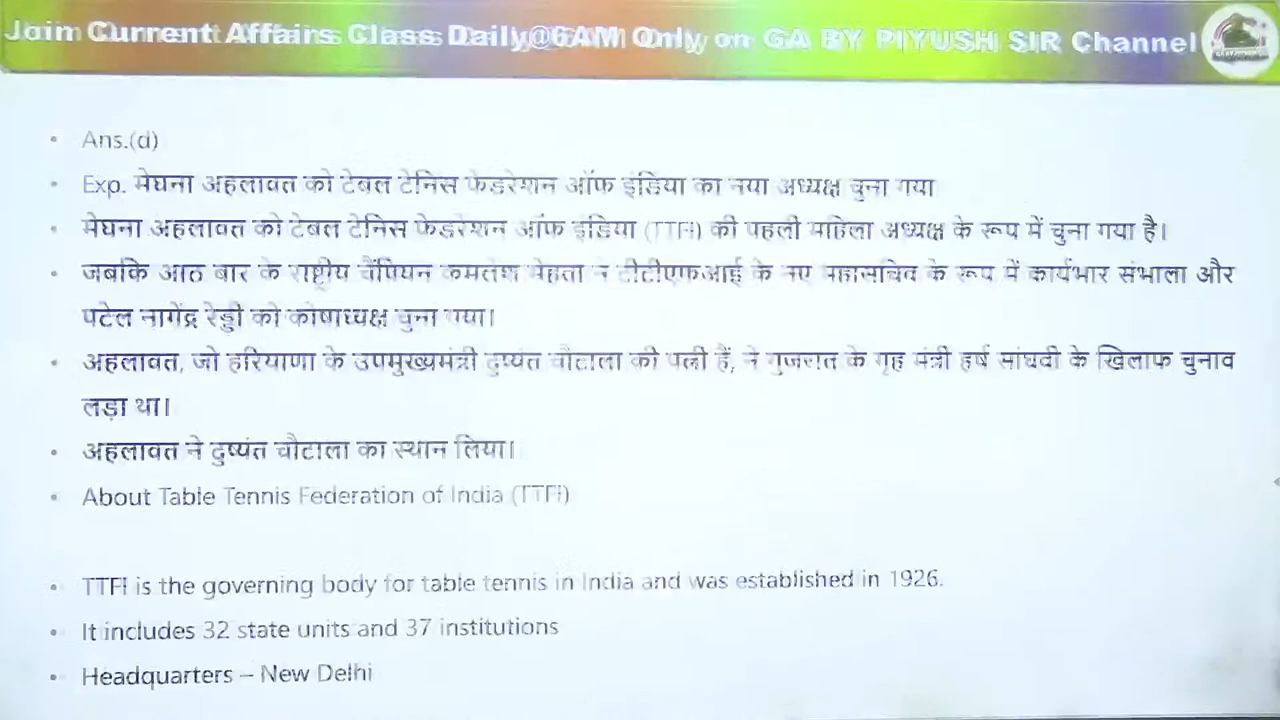 Join Current Affairs Class Daily@6AM Only on GA BY PIYUSH SIR Channel
Ans.(d)
Exp. मेघना अहलावत को टेबल टेनिस फेडरेशन ऑफ इंडिया का नया अध्यक्ष चुना गया
मेघना अहलावत को टेबल टेनिस फेडरेशन ऑफ इंडिया (TTFI) की पहली महिला अध्यक्ष के रूप में चुना गया है।
जबकि आठ बार के राष्ट्रीय चैंपियन कमलेश मेहता ने टीटीएफआई के नए महासचिव के रूप में कार्यभार संभाला और
पटेल नागेंद्र रेड्डी को कोषाध्यक्ष चुना गया।
अहलावत, जो हरियाणा के उपमुख्यमंत्री दुष्यंत चौटाला की पत्नी हैं, ने गुजरात के गृह मंत्री हर्ष सांघवी के खिलाफ चुनाव
लड़ा था।
अहलावत ने दुष्यंत चौटाला का स्थान लिया।
About Table Tennis Federation of India (TTFI)
TTFI is the governing body for table tennis in India and was established in 1926.
It includes 32 state units and 37 institutions
Headquarters – New Delhi